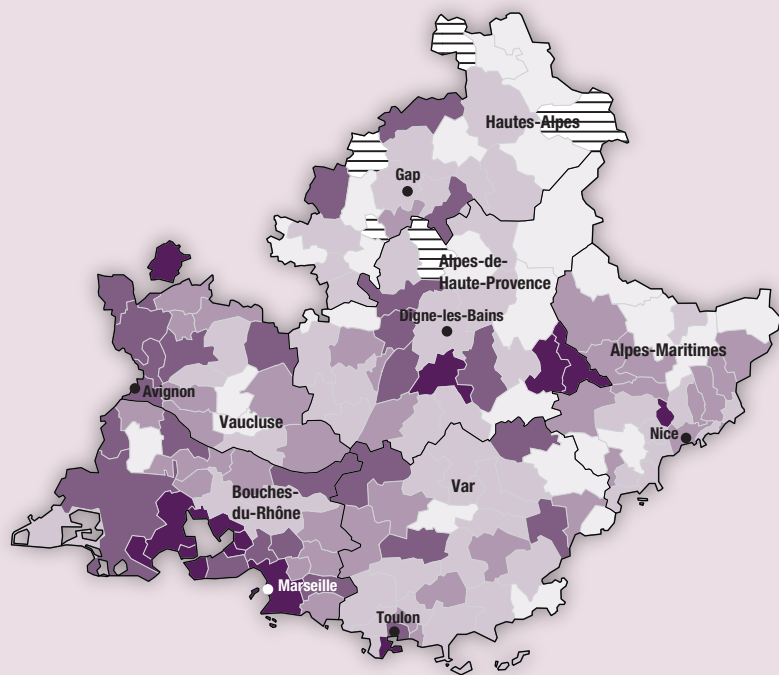 Hautes-Alpes
Gap
Alpes-de-
Haute-Provence
Digne-les-Bains
Alpes-Maritimes
Avignon
Vaucluse
Nice
Bouches-
du-Rhône
Var
Marseille
Toulon